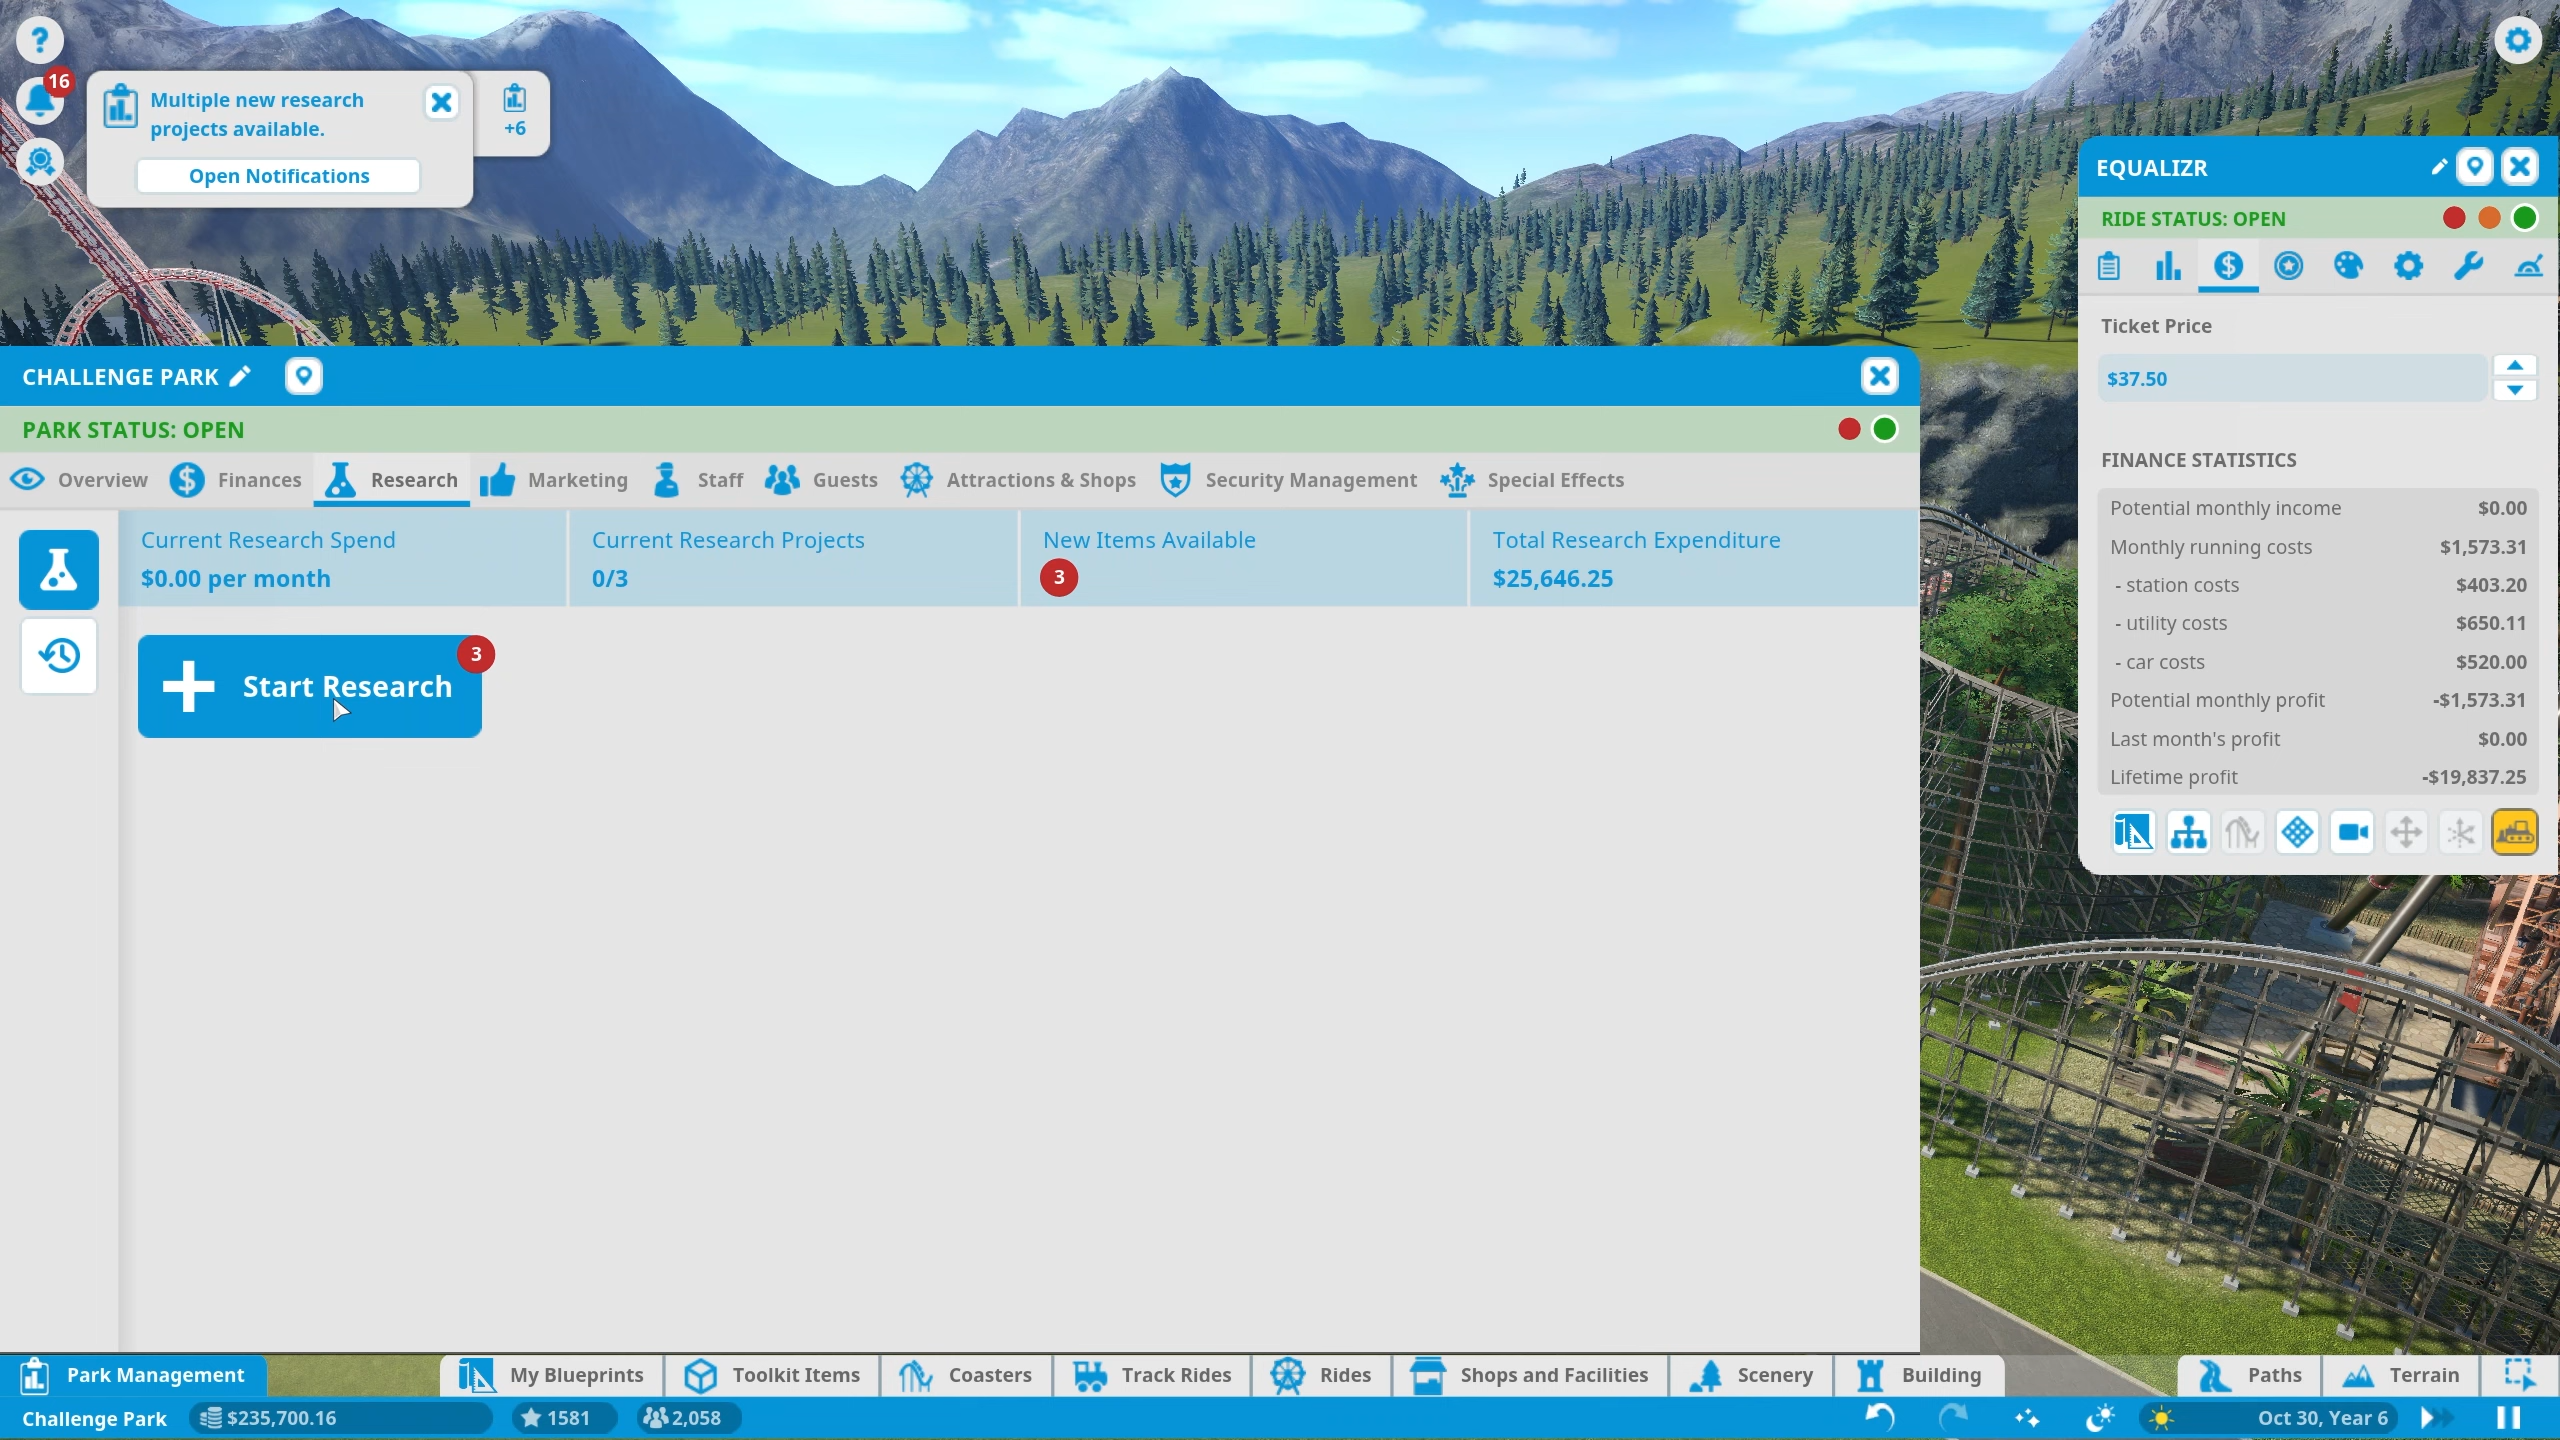 ?
16
Multiple new research
projects available.
Open Notifications
+6
EQUALIZR
RIDE STATUS: OPEN
Ticket Price
$37.50
FINANCE STATISTICS
Potential monthly income $0.00
Monthly running costs $1,573.31
- station costs $403.20
- utility costs $650.11
- car costs $520.00
Potential monthly profit -$1,573.31
Last month's profit $0.00
Lifetime profit -$19,837.25
CHALLENGE PARK
PARK STATUS: OPEN
Overview Finances Research Marketing Staff Guests Attractions & Shops Security Management Special Effects
Current Research Spend Current Research Projects New Items Available Total Research Expenditure
$0.00 per month 0/3 3 $25,646.25
Start Research 3
Park Management My Blueprints Toolkit Items Coasters Track Rides Rides Shops and Facilities Scenery Building Paths Terrain
Challenge Park $235,700.16 1581 2,058 Oct 30, Year 6